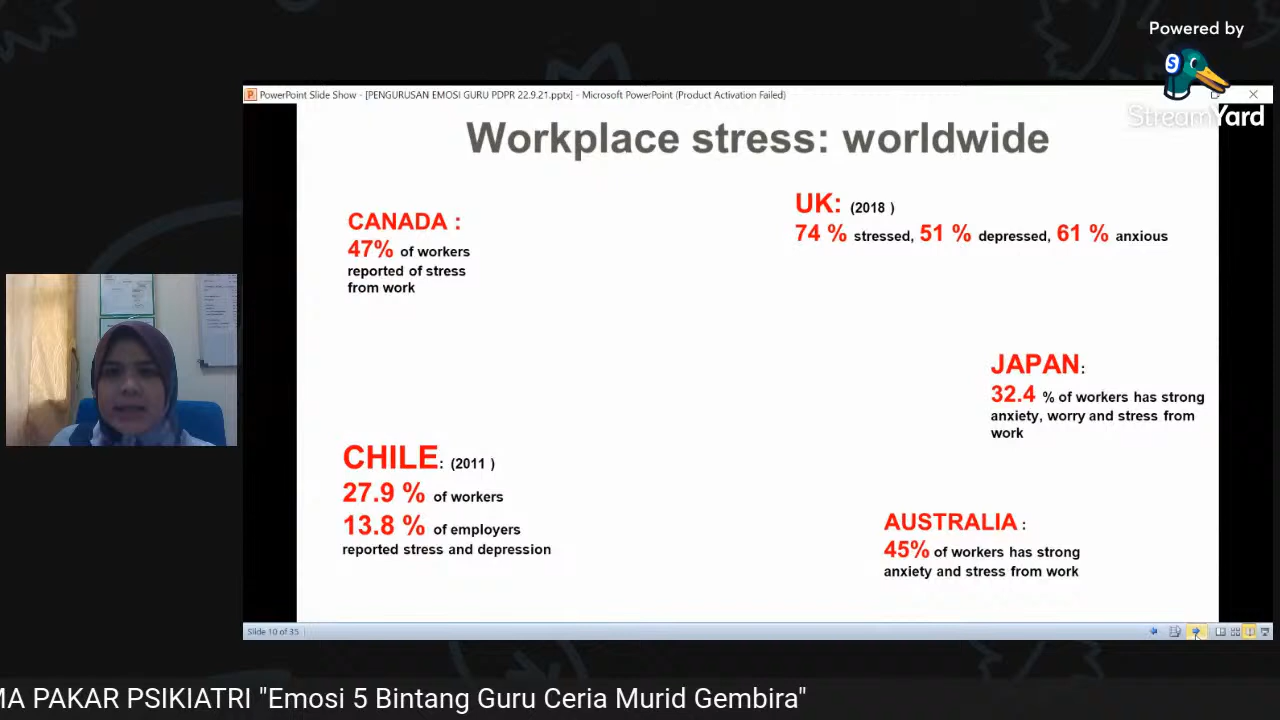 Powered by
StreamYard
PowerPoint Slide Show - [PENGURUSAN EMOSI GURU PDPR 22.9.21.pptx] - Microsoft PowerPoint (Product Activation Failed)
Workplace stress: worldwide
CANADA :
47% of workers
reported of stress
from work
UK: (2018 )
74 % stressed, 51 % depressed, 61 % anxious
JAPAN:
32.4 % of workers has strong
anxiety, worry and stress from
work
CHILE: (2011 )
27.9 % of workers
13.8 % of employers
reported stress and depression
AUSTRALIA :
45% of workers has strong
anxiety and stress from work
Slide 10 of 35
MA PAKAR PSIKIATRI "Emosi 5 Bintang Guru Ceria Murid Gembira"